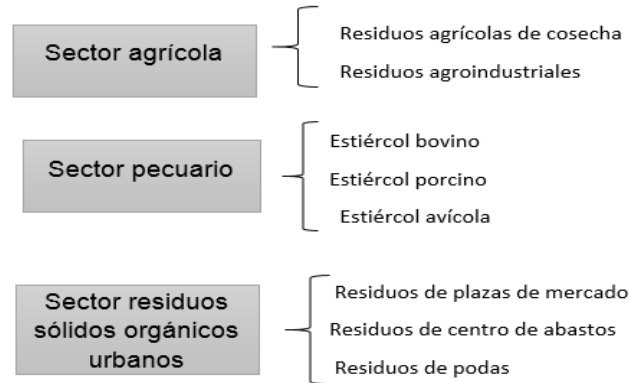 Sector agrícola
Residuos agrícolas de cosecha
Residuos agroindustriales
Sector pecuario
Estiércol bovino
Estiércol porcino
Estiércol avícola
Sector residuos
sólidos orgánicos
urbanos
Residuos de plazas de mercado
Residuos de centro de abastos
Residuos de podas